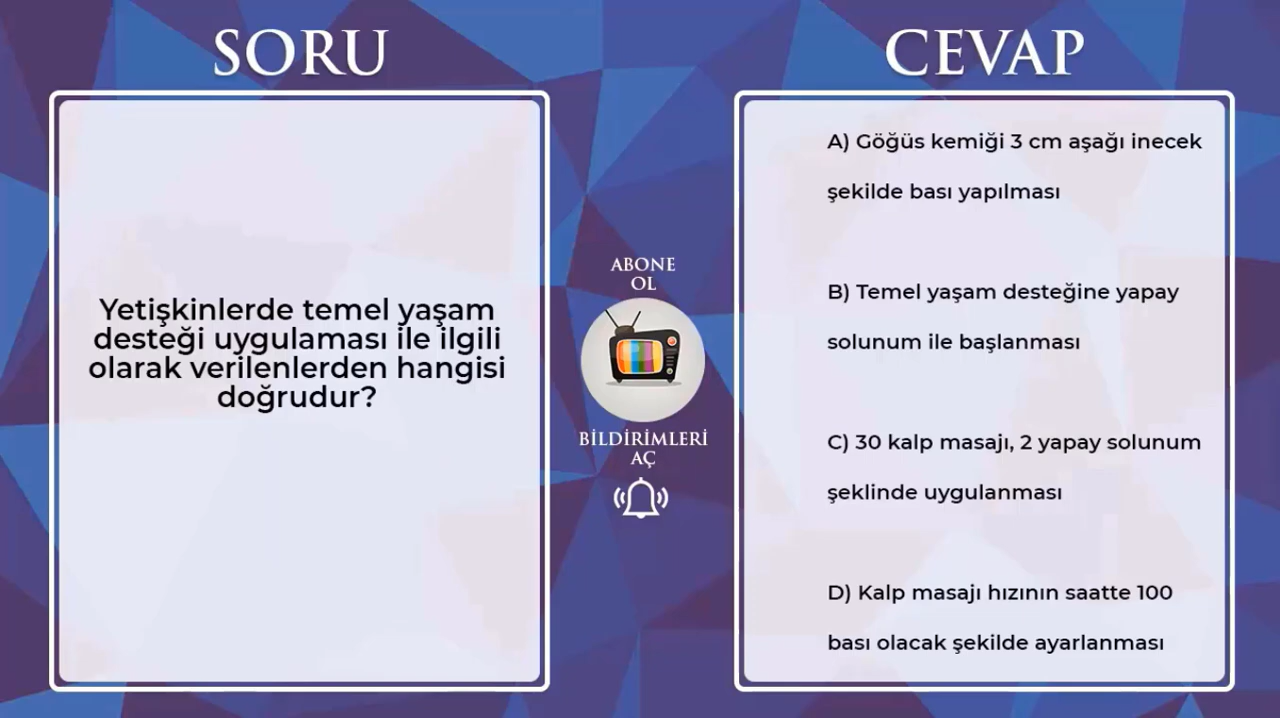 SORU
Yetişkinlerde temel yaşam
desteği uygulaması ile ilgili
olarak verilenlerden hangisi
doğrudur?
ABONE
OL
BİLDİRİMLERİ
AÇ
CEVAP
A) Göğüs kemiği 3 cm aşağı inecek
şekilde bası yapılması
B) Temel yaşam desteğine yapay
solunum ile başlanması
C) 30 kalp masajı, 2 yapay solunum
şeklinde uygulanması
D) Kalp masajı hızının saatte 100
bası olacak şekilde ayarlanması